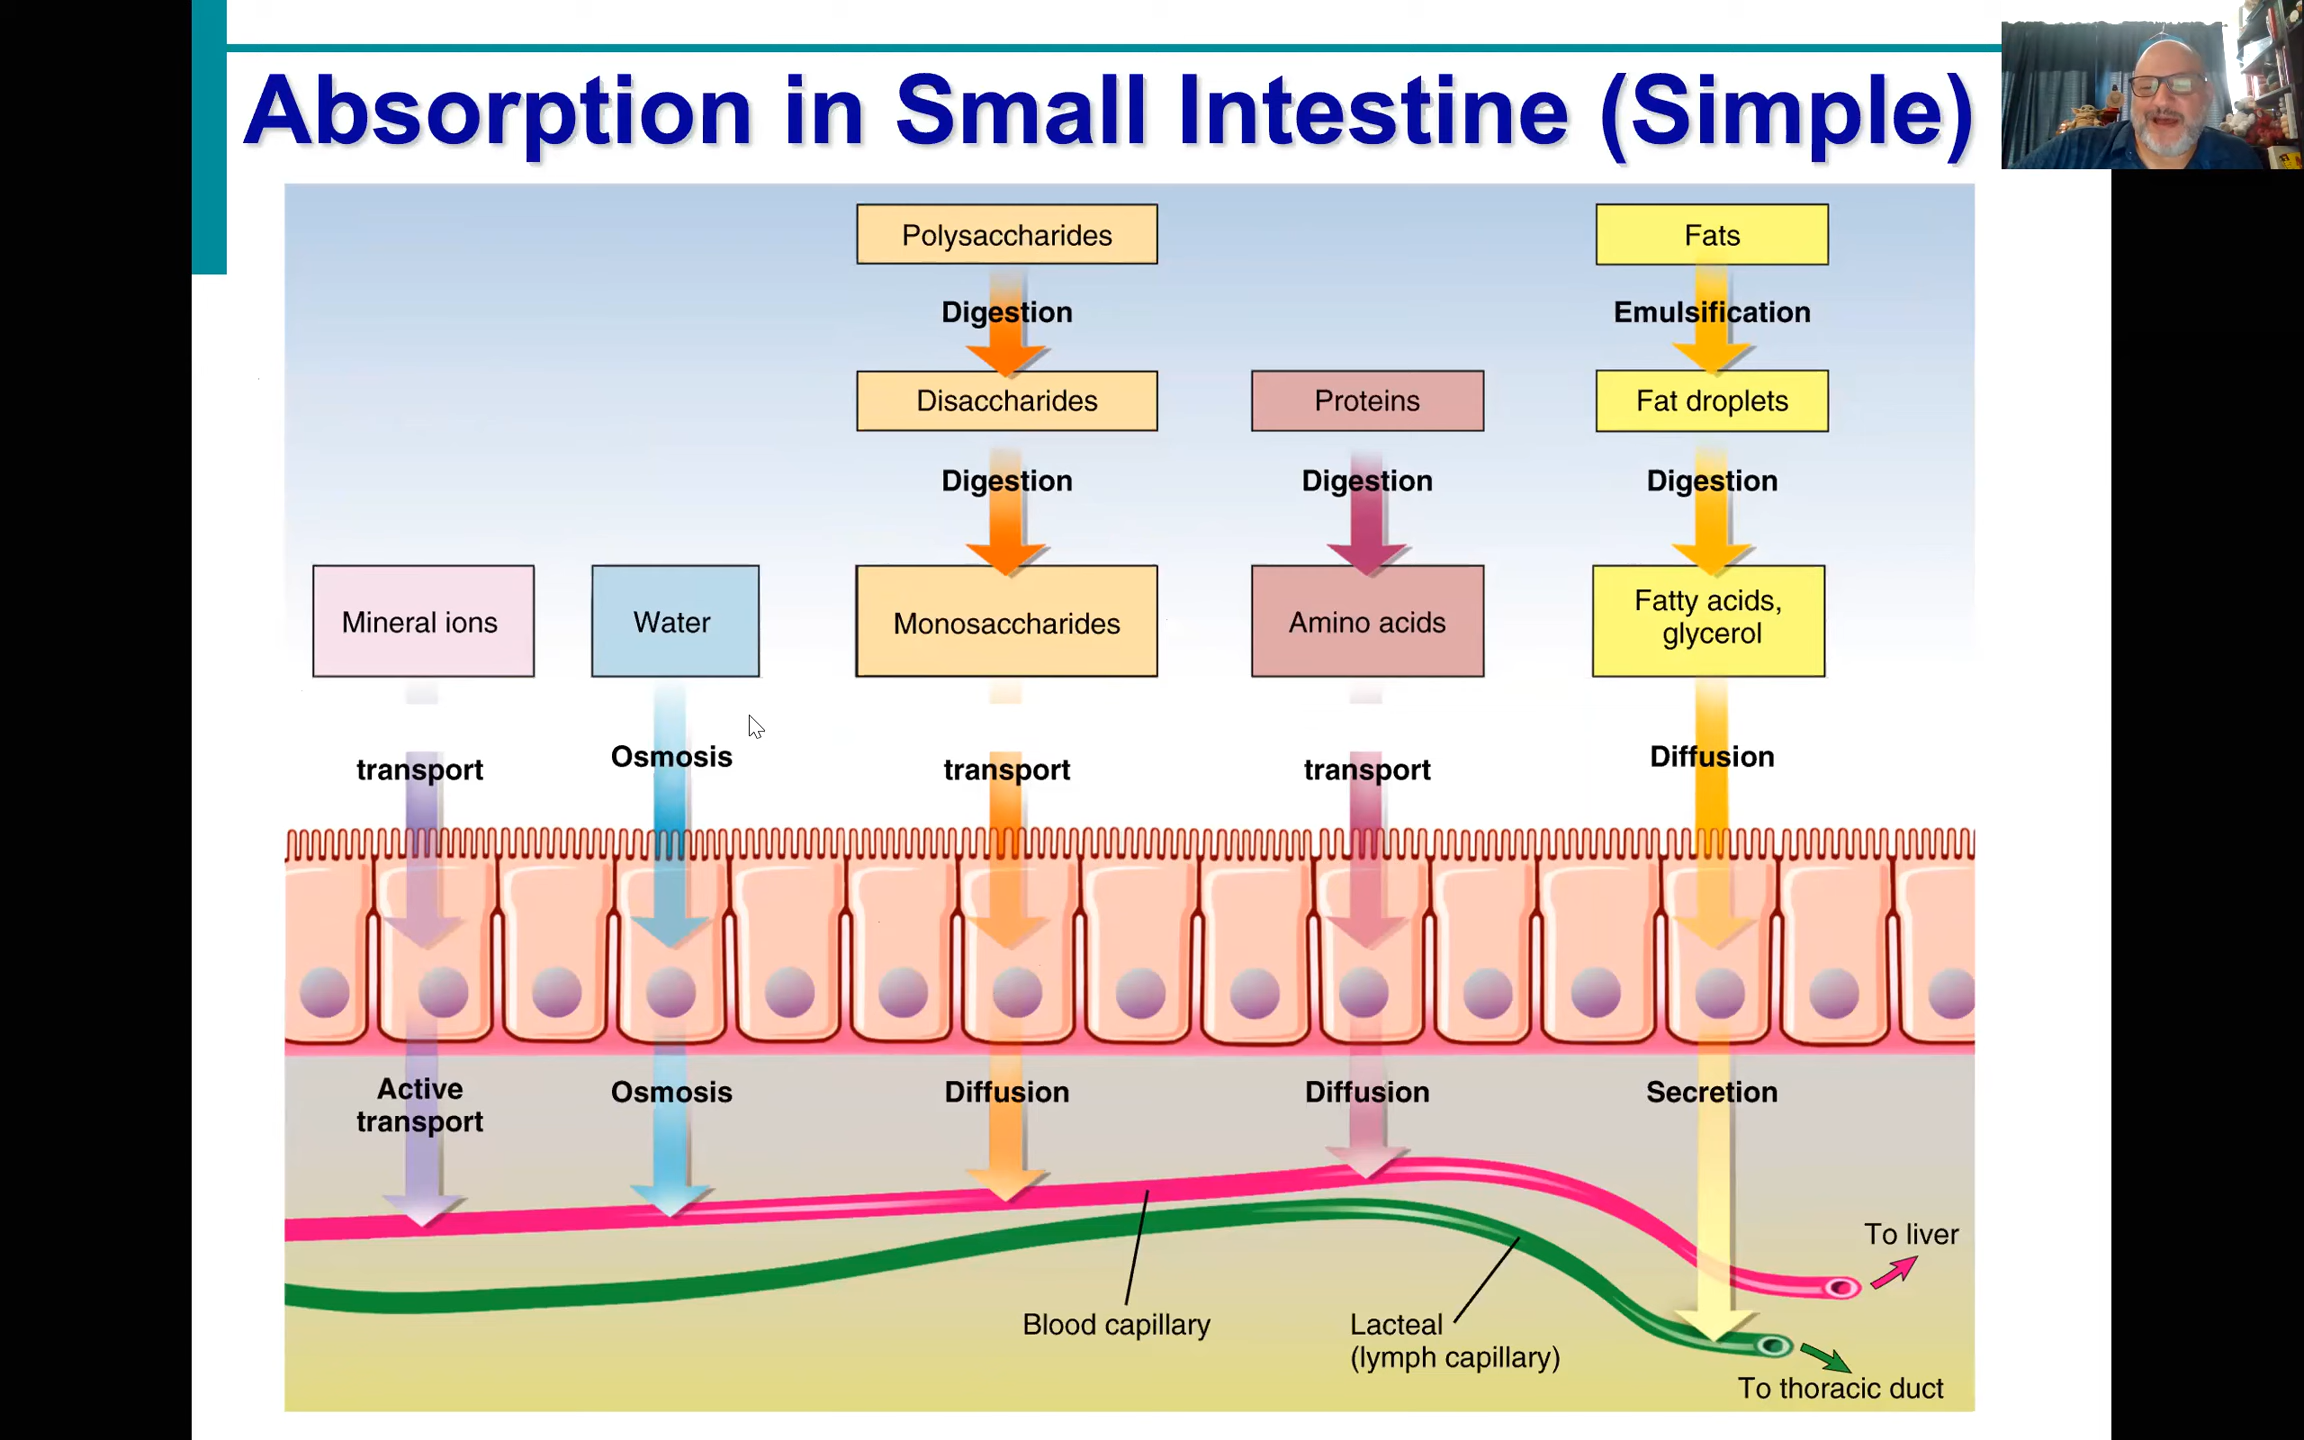 Absorption in Small Intestine (Simple)
Polysaccharides
Fats
Digestion
Emulsification
Disaccharides
Proteins
Fat droplets
Digestion
Digestion
Digestion
Mineral ions
Water
Monosaccharides
Amino acids
Fatty acids,
glycerol
transport
Osmosis
transport
transport
Diffusion
Active
transport
Osmosis
Diffusion
Diffusion
Secretion
To liver
Blood capillary
Lacteal
(lymph capillary)
To thoracic duct